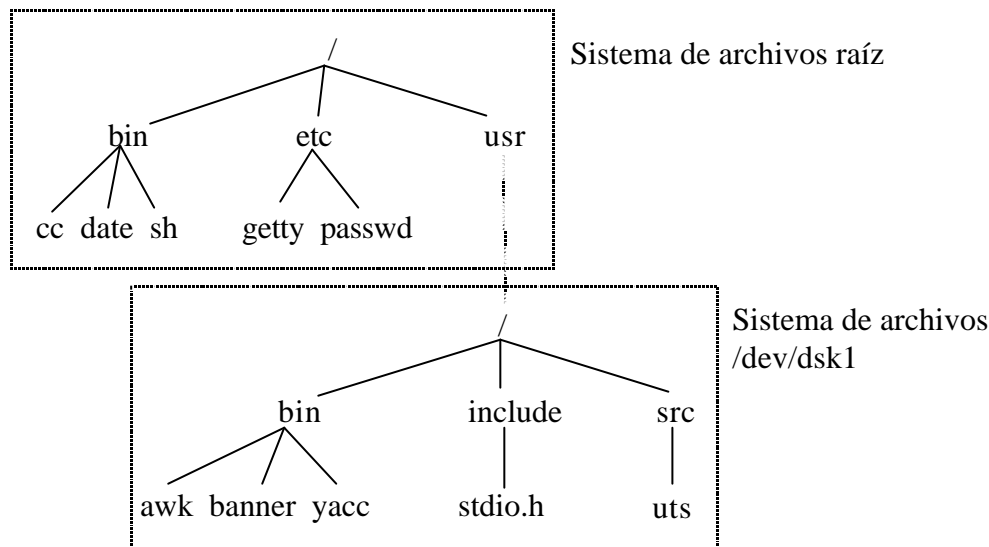 /
Sistema de archivos raíz
bin etc usr
cc date sh getty passwd
/
Sistema de archivos
/dev/dsk1
bin include src
awk banner yacc stdio.h uts